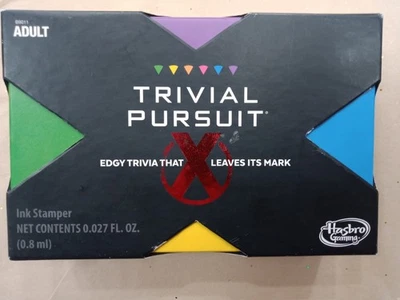 ADULT
TRIVIAL
PURSUIT®
X
EDGY TRIVIA THAT LEAVES ITS MARK
Ink Stamper
NET CONTENTS 0.027 FL. OZ.
(0.8 ml)
Hasbro
Gaming